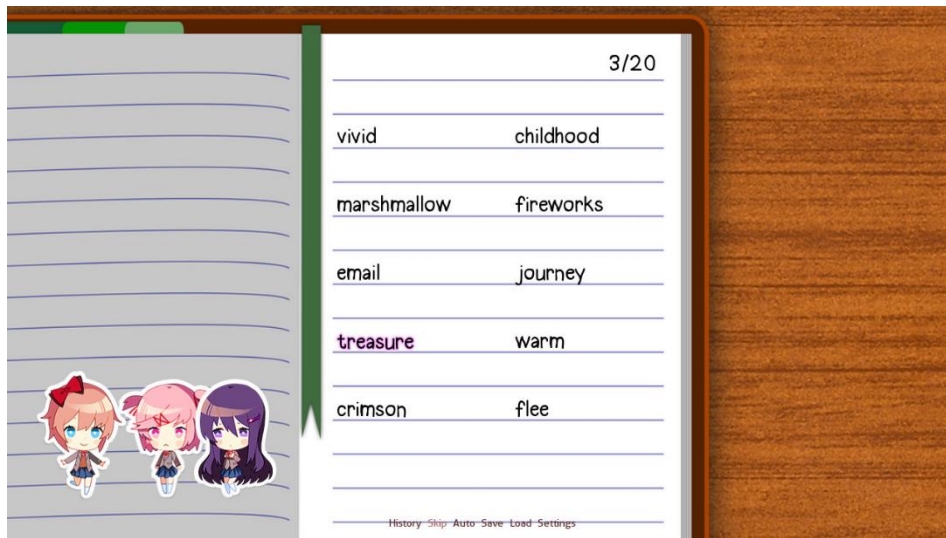 3/20
vivid childhood
marshmallow fireworks
email journey
treasure warm
crimson flee
History Skip Auto Save Load Settings